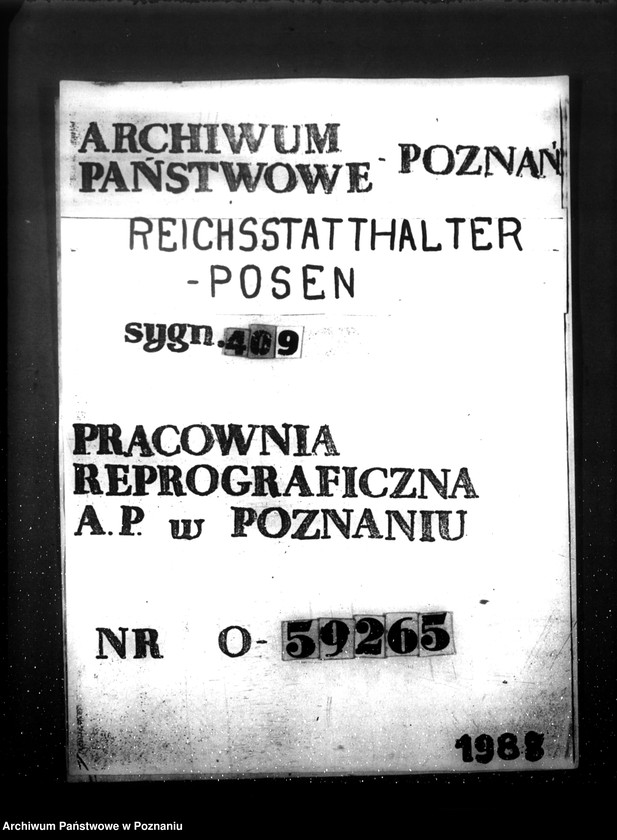 ARCHIWUM
PAŃSTWOWE - POZNAŃ
REICHSSTATTHALTER
-POSEN
sygn. 409
PRACOWNIA
REPROGRAFICZNA
A.P. w POZNANIU
NR O-59265
1988
Archiwum Państwowe w Poznaniu